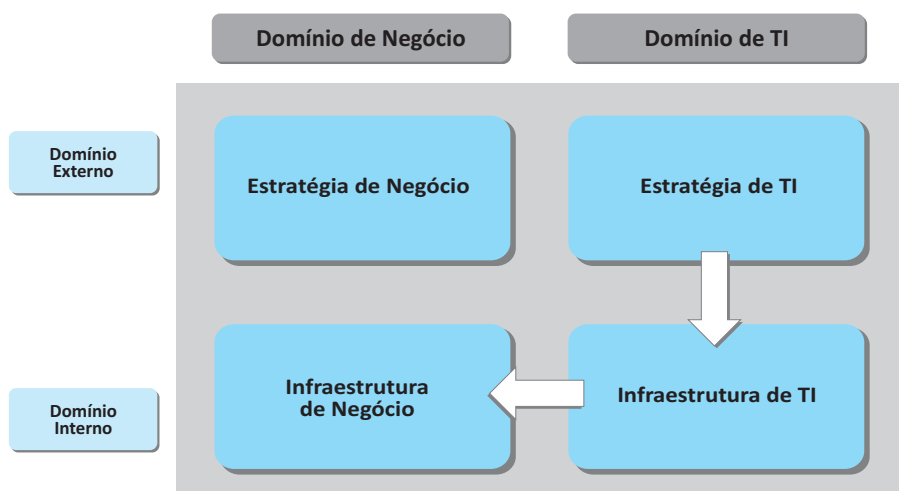 Domínio de Negócio
Domínio de TI
Domínio
Externo
Estratégia de Negócio
Estratégia de TI
Domínio
Interno
Infraestrutura
de Negócio
Infraestrutura de TI